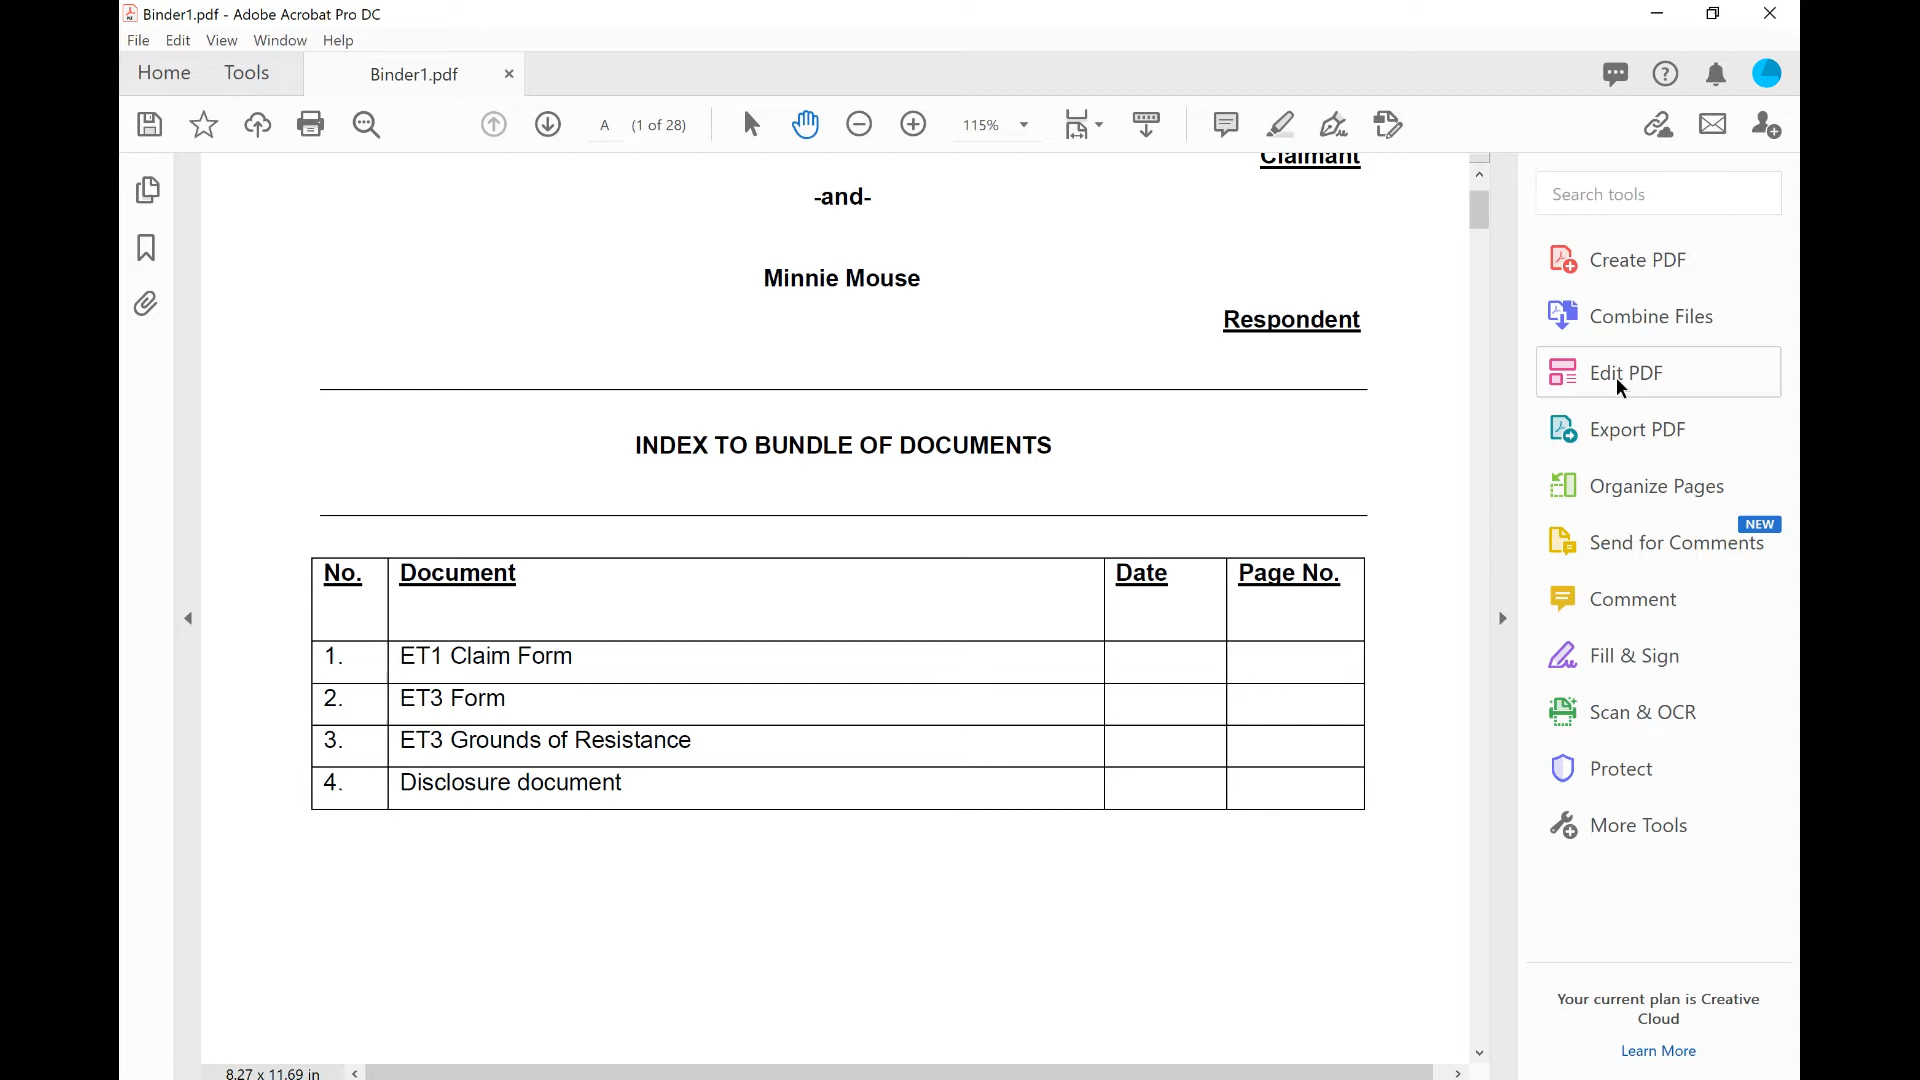 Binder1.pdf - Adobe Acrobat Pro DC
File Edit View Window Help
Home Tools Binder1.pdf
A (1 of 28) 115%
Claimant
-and-
Minnie Mouse
Respondent
INDEX TO BUNDLE OF DOCUMENTS
No. Document Date Page No.
1. ET1 Claim Form
2. ET3 Form
3. ET3 Grounds of Resistance
4. Disclosure document
8.27 x 11.69 in
Search tools
Create PDF
Combine Files
Edit PDF
Export PDF
Organize Pages
NEW
Send for Comments
Comment
Fill & Sign
Scan & OCR
Protect
More Tools
Your current plan is Creative
Cloud
Learn More